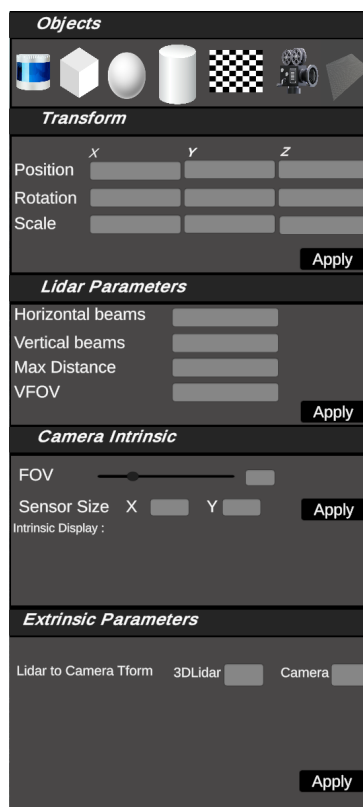 Objects
Transform
X Y Z
Position
Rotation
Scale
Apply
Lidar Parameters
Horizontal beams
Vertical beams
Max Distance
VFOV
Apply
Camera Intrinsic
FOV
Sensor Size X Y Apply
Intrinsic Display :
Extrinsic Parameters
Lidar to Camera Tform 3DLidar Camera
Apply